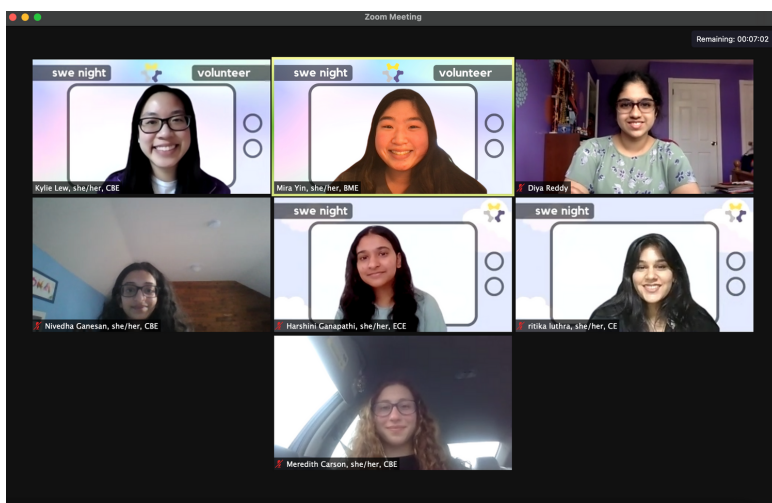 Zoom Meeting
Remaining: 00:07:02
swe night volunteer
Kylie Lew, she/her, CBE
swe night volunteer
Mira Yin, she/her, BME
Diya Reddy
Nivedha Ganesan, she/her, CBE
swe night
Harshini Ganapathi, she/her, ECE
swe night
ritika luthra, she/her, CE
Meredith Carson, she/her, CBE